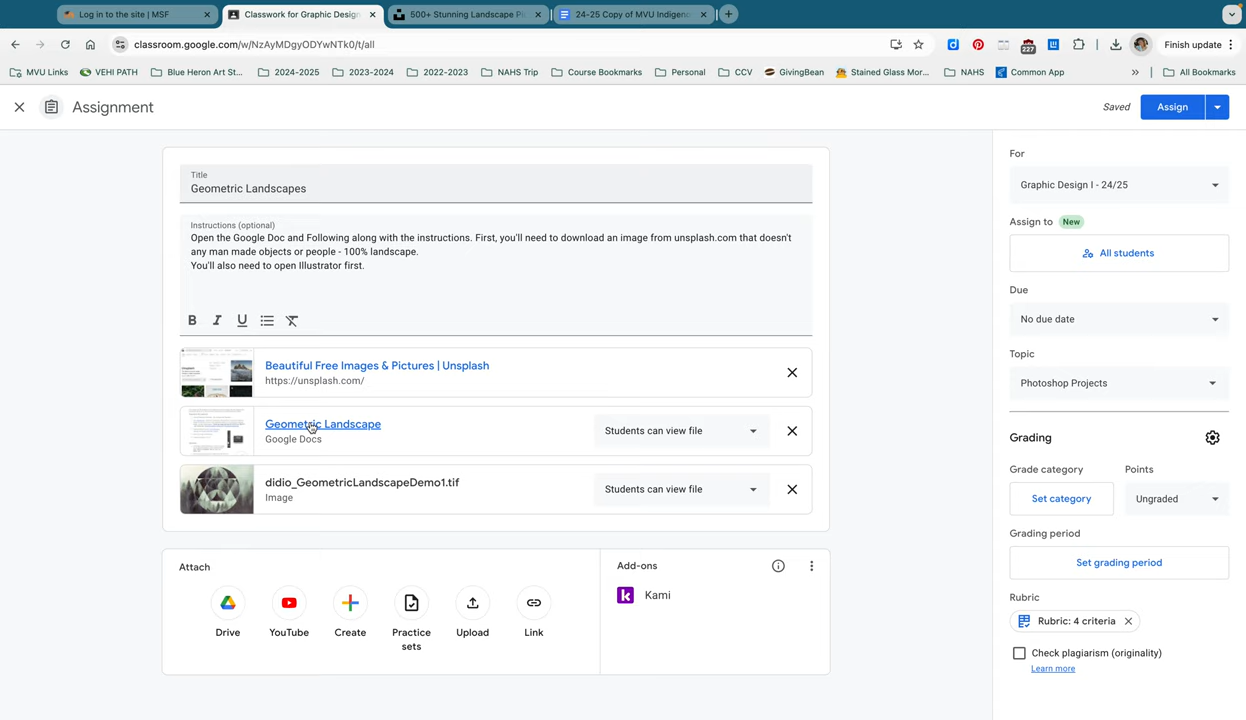 Log in to the site | MSF
Classwork for Graphic Design
500+ Stunning Landscape Pi
24-25 Copy of MVU Indigeno
classroom.google.com/w/NzAyMDgyODYwNTk0/t/all
227
Finish update
MVU Links
VEHI PATH
Blue Heron Art St...
2024-2025
2023-2024
2022-2023
NAHS Trip
Course Bookmarks
Personal
CCV
GivingBean
Stained Glass Mor...
NAHS
Common App
All Bookmarks
Assignment
Saved
Assign
Title
Geometric Landscapes
Instructions (optional)
Open the Google Doc and Following along with the instructions. First, you'll need to download an image from unsplash.com that doesn't
any man made objects or people - 100% landscape.
You'll also need to open Illustrator first.
Beautiful Free Images & Pictures | Unsplash
https://unsplash.com/
Geometric Landscape
Google Docs
Students can view file
didio_GeometricLandscapeDemo1.tif
Image
Students can view file
Attach
Drive
YouTube
Create
Practice
sets
Upload
Link
Add-ons
Kami
For
Graphic Design I - 24/25
Assign to New
All students
Due
No due date
Topic
Photoshop Projects
Grading
Grade category
Points
Set category
Ungraded
Grading period
Set grading period
Rubric
Rubric: 4 criteria
Check plagiarism (originality)
Learn more